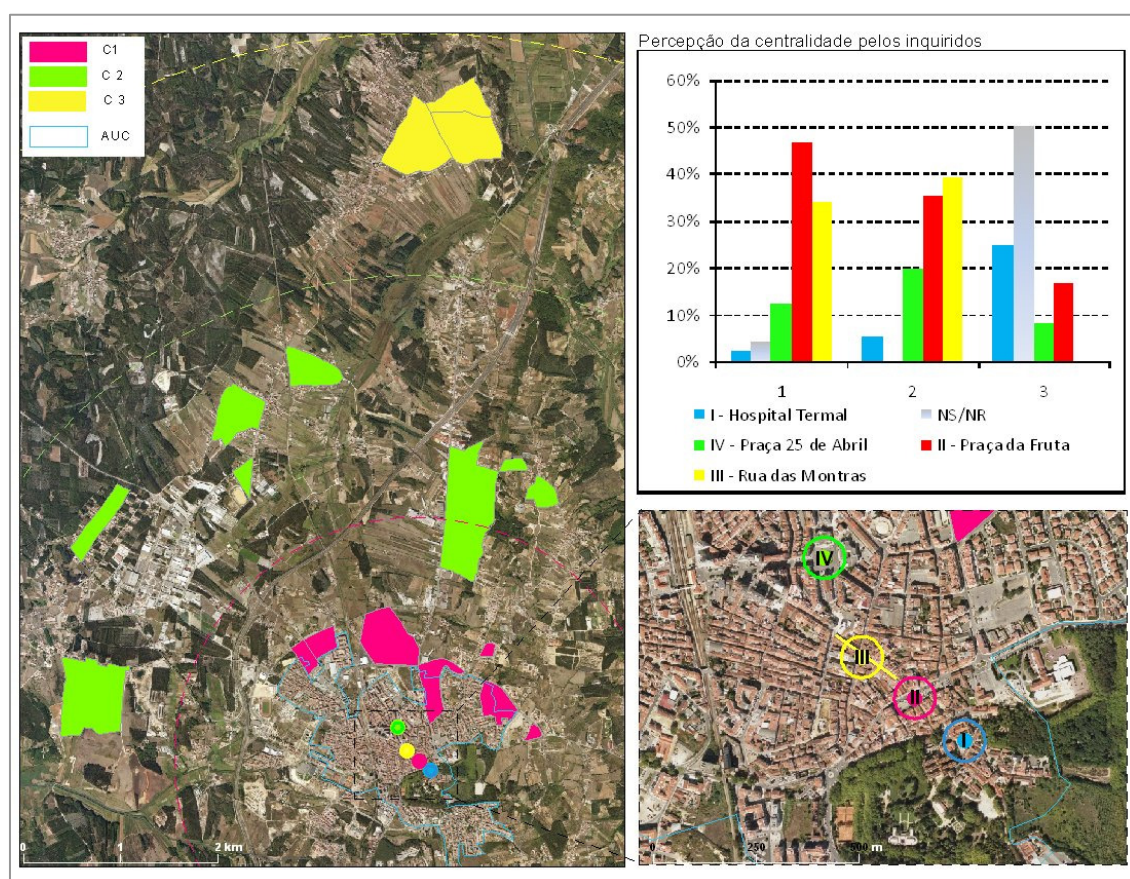 C1
C 2
C 3
AUC
0 1 2 km
Percepção da centralidade pelos inquiridos
60%
50%
40%
30%
20%
10%
0%
1 2 3
I - Hospital Termal NS/NR
IV - Praça 25 de Abril II - Praça da Fruta
III - Rua das Montras
IV
III
II
I
0 250 500 m